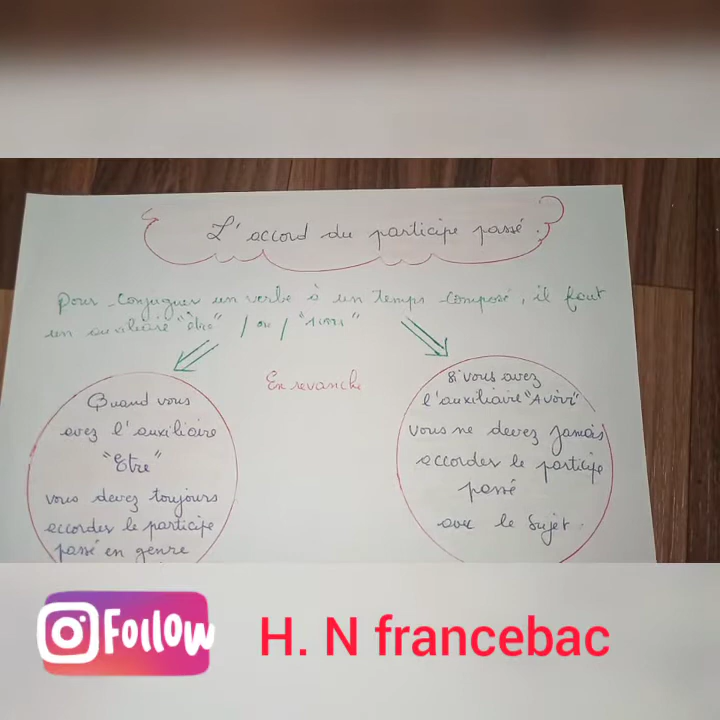 L'accord du participe passé.
Pour conjuguer un verbe à un temps composé, il faut
un auxiliaire "être" / ou / "Avoir"
En revanche
Quand vous
avez l'auxiliaire
"Etre"
vous devez toujours
accorder le participe
passé en genre
Si vous avez
l'auxiliaire "Avoir"
vous ne devez jamais
accorder le participe
passé
avec le sujet.
Follow
H. N francebac